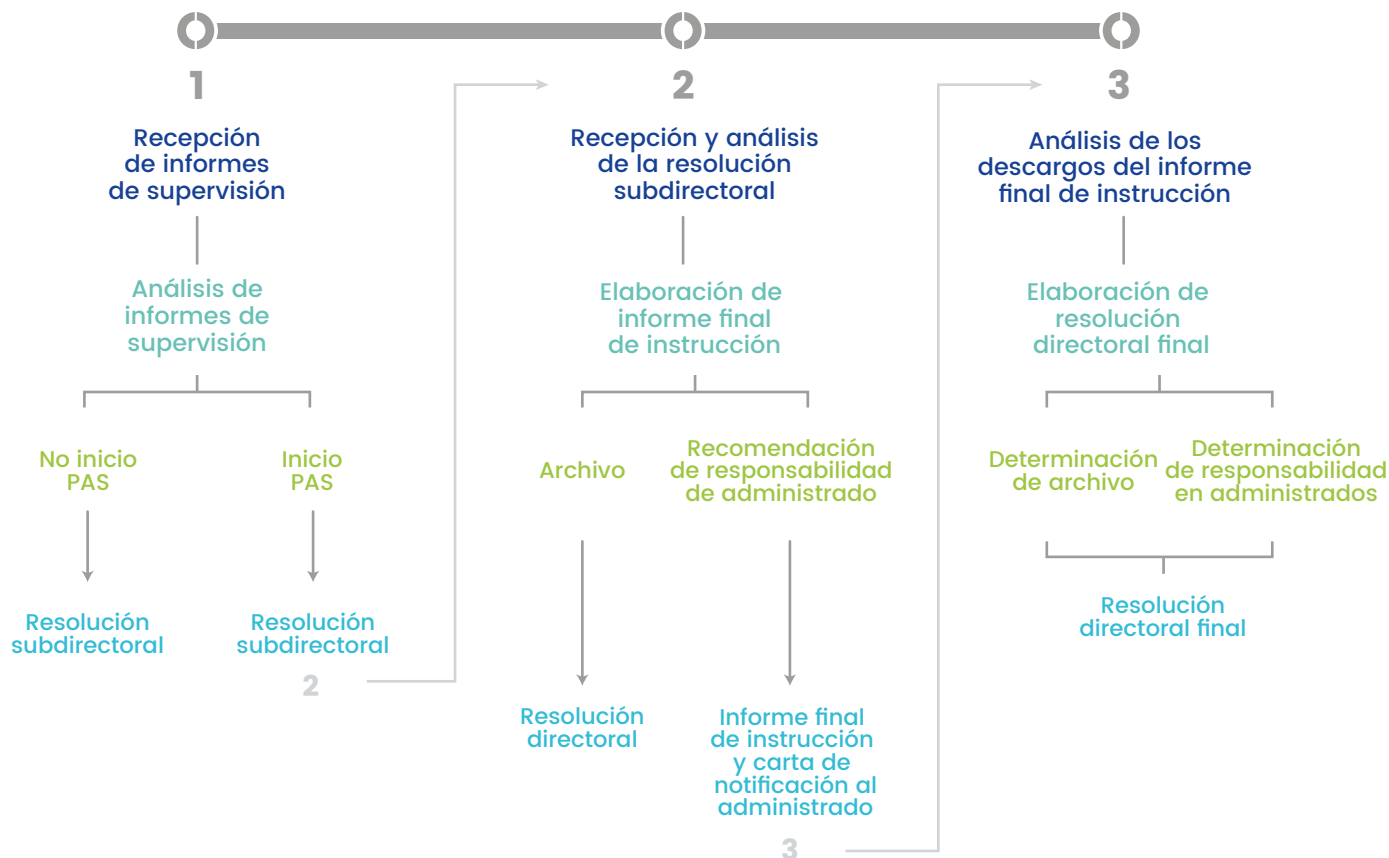 1
Recepción
de informes
de supervisión
Análisis de
informes de
supervisión
No inicio
PAS
Inicio
PAS
Resolución
subdirectoral
Resolución
subdirectoral
2
2
Recepción y análisis
de la resolución
subdirectoral
Elaboración de
informe final
de instrucción
Archivo
Recomendación
de responsabilidad
de administrado
Resolución
directoral
Informe final
de instrucción
y carta de
notificación al
administrado
3
3
Análisis de los
descargos del informe
final de instrucción
Elaboración de
resolución
directoral final
Determinación
de archivo
Determinación
de responsabilidad
en administrados
Resolución
directoral final